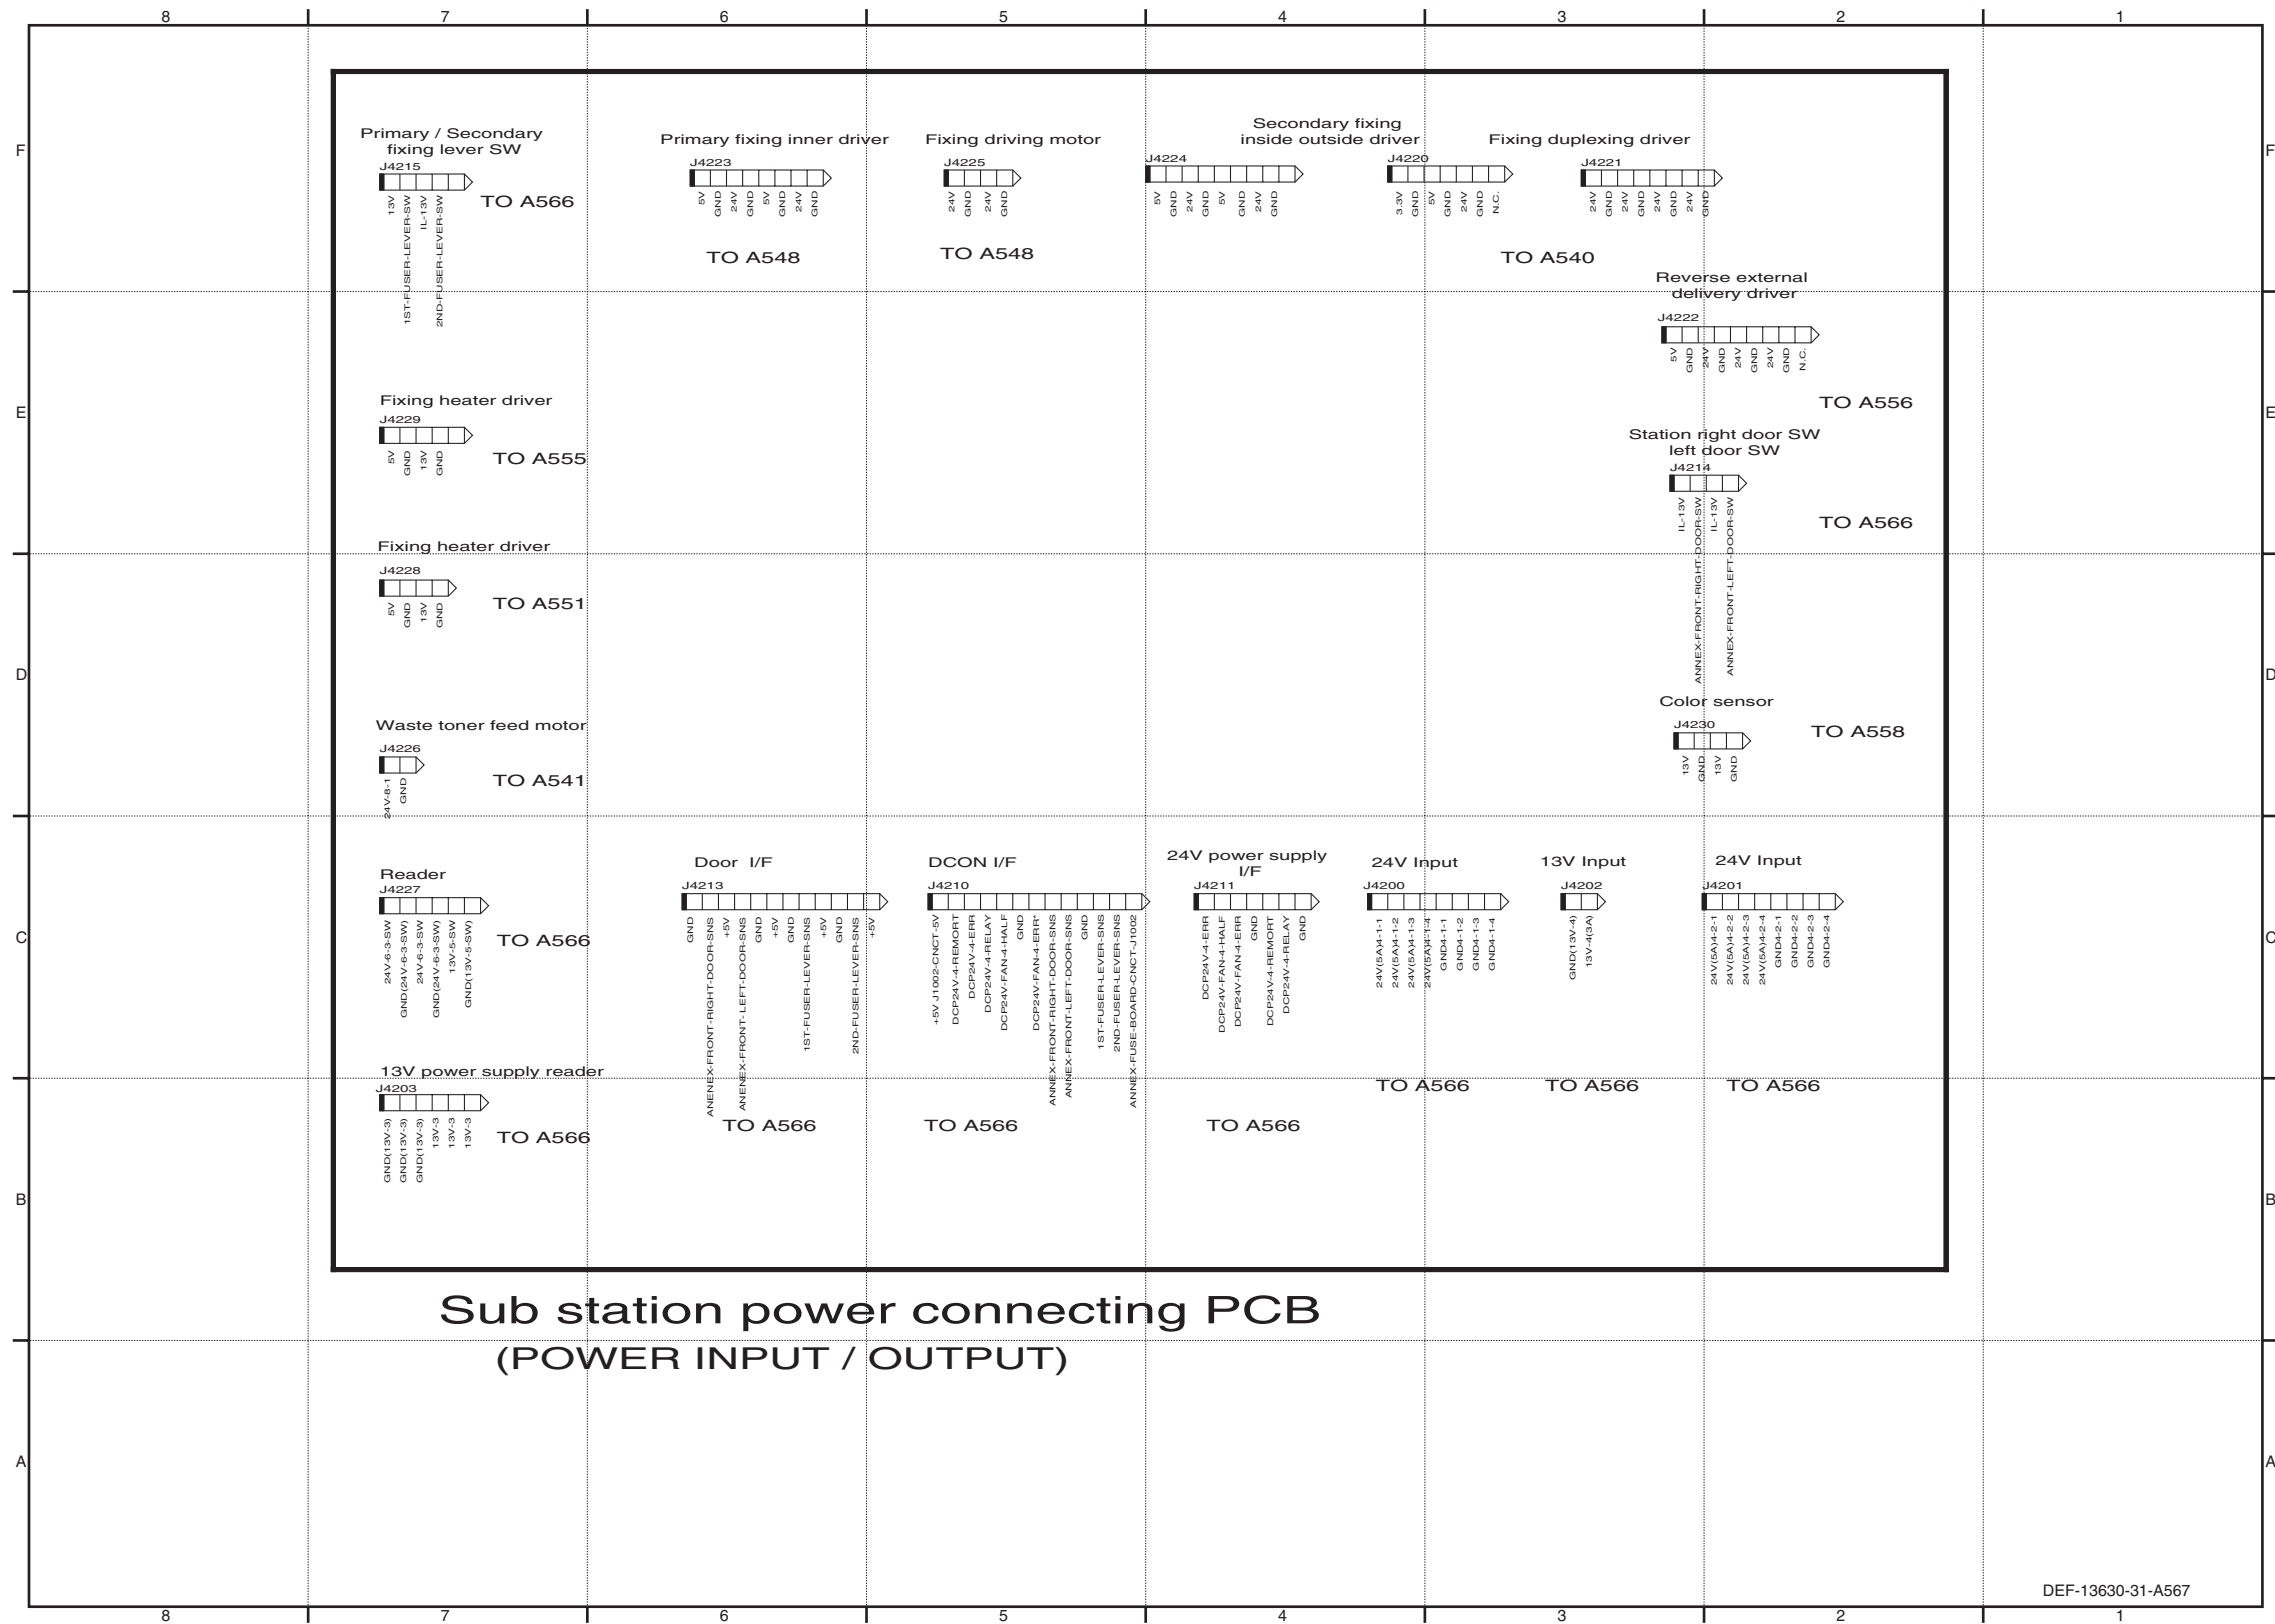 8 7 6 5 4 3 2 1
F F
Primary / Secondary
fixing lever SW
J4215
13V
1ST-FUSER-LEVER-SW
IL-13V
2ND-FUSER-LEVER-SW
TO A566
Primary fixing inner driver
J4223
5V
GND
24V
GND
5V
GND
24V
GND
TO A548
Fixing driving motor
J4225
24V
GND
24V
GND
TO A548
Secondary fixing
inside outside driver
J4224
5V
GND
24V
GND
5V
GND
24V
GND
J4220
3.3V
GND
5V
GND
24V
GND
N.C.
Fixing duplexing driver
J4221
24V
GND
24V
GND
24V
GND
24V
GND
TO A540
Reverse external
delivery driver
J4222
5V
GND
24V
GND
24V
GND
24V
GND
N.C.
TO A556
E E
Fixing heater driver
J4229
5V
GND
13V
GND
TO A555
Station right door SW
left door SW
J4214
IL-13V
ANNEX-FRONT-RIGHT-DOOR-SW
IL-13V
ANNEX-FRONT-LEFT-DOOR-SW
TO A566
Fixing heater driver
J4228
5V
GND
13V
GND
TO A551
D D
Color sensor
J4230
13V
GND
13V
GND
TO A558
Waste toner feed motor
J4226
24V-8-1
GND
TO A541
C C
Reader
J4227
24V-6-3-SW
GND(24V-6-3-SW)
24V-6-3-SW
GND(24V-6-3-SW)
13V-5-SW
GND(13V-5-SW)
TO A566
Door I/F
J4213
GND
ANENEX-FRONT-RIGHT-DOOR-SNS
+5V
ANENEX-FRONT- LEFT-DOOR-SNS
GND
+5V
GND
1ST-FUSER-LEVER-SNS
+5V
GND
2ND-FUSER-LEVER-SNS
+5V
TO A566
DCON I/F
J4210
+5V J1002-CNCT-5V
DCP24V-4-REMORT
DCP24V-4-ERR
DCP24V-4-RELAY
DCP24V-FAN-4-HALF
GND
DCP24V-FAN-4-ERR*
ANNEX-FRONT-RIGHT-DOOR-SNS
ANNEX-FRONT-LEFT-DOOR-SNS
GND
1ST-FUSER-LEVER-SNS
2ND-FUSER-LEVER-SNS
ANNEX-FUSE-BOARD-CNCT-J1002
TO A566
24V power supply
I/F
J4211
DCP24V-4-ERR
DCP24V-FAN-4-HALF
DCP24V-FAN-4-ERR
GND
DCP24V-4-REMORT
DCP24V-4-RELAY
GND
TO A566
24V Input
J4200
24V(5A)4-1-1
24V(5A)4-1-2
24V(5A)4-1-3
24V(5A)4-1-4
GND4-1-1
GND4-1-2
GND4-1-3
GND4-1-4
TO A566
13V Input
J4202
GND(13V-4)
13V-4(3A)
TO A566
24V Input
J4201
24V(5A)4-2-1
24V(5A)4-2-2
24V(5A)4-2-3
24V(5A)4-2-4
GND4-2-1
GND4-2-2
GND4-2-3
GND4-2-4
TO A566
13V power supply reader
J4203
GND(13V-3)
GND(13V-3)
GND(13V-3)
13V-3
13V-3
13V-3
TO A566
B B
Sub station power connecting PCB
(POWER INPUT / OUTPUT)
A A
DEF-13630-31-A567
8 7 6 5 4 3 2 1